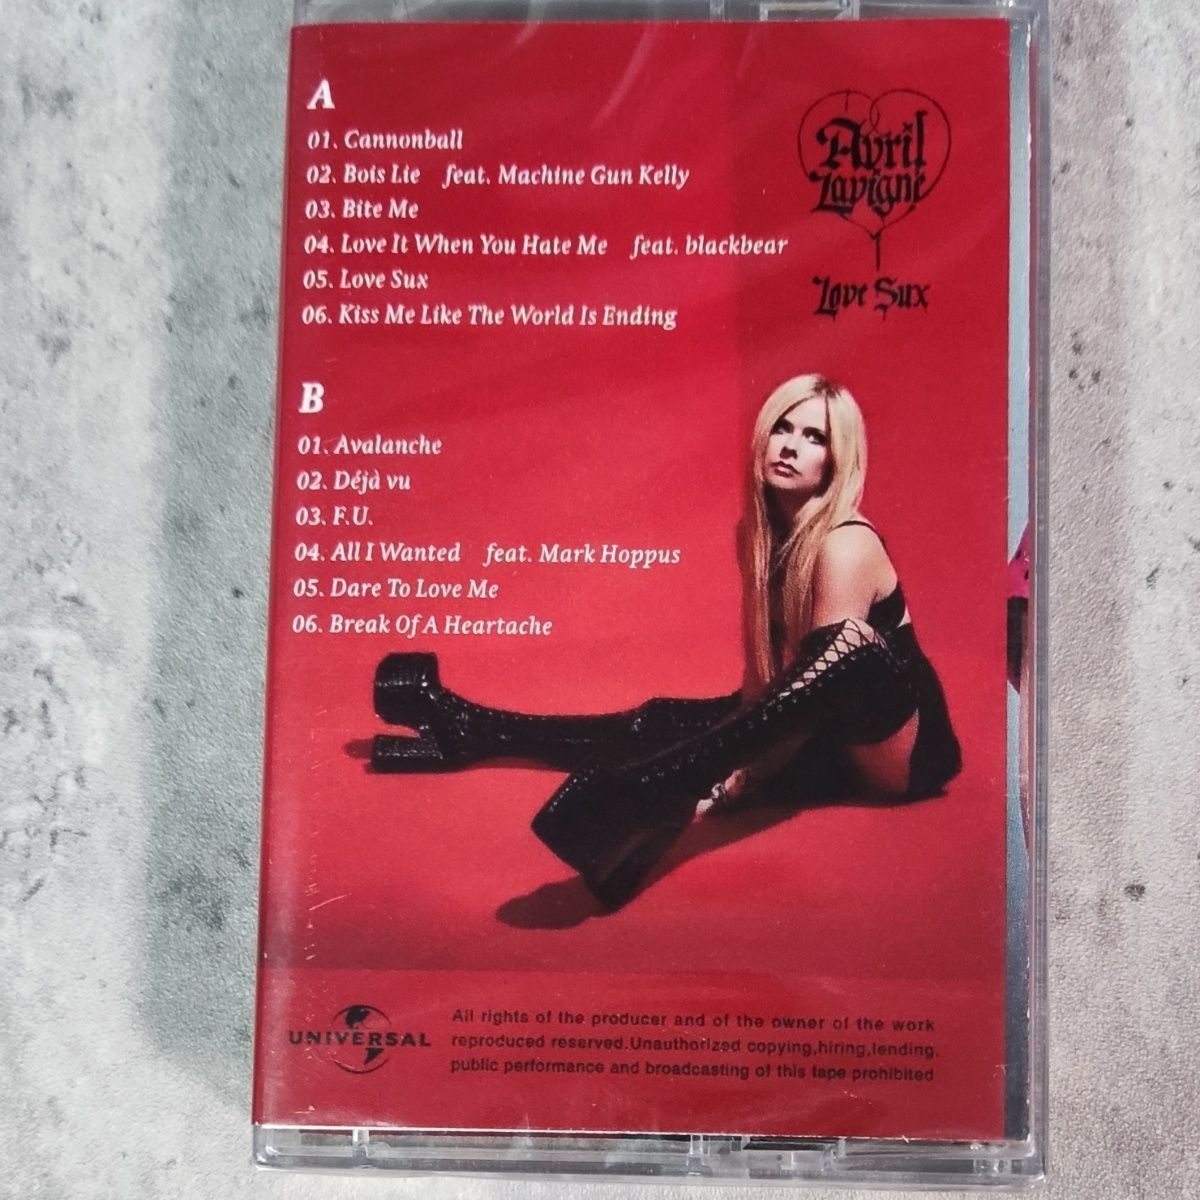 A
01. Cannonball
02. Bois Lie feat. Machine Gun Kelly
03. Bite Me
04. Love It When You Hate Me feat. blackbear
05. Love Sux
06. Kiss Me Like The World Is Ending
Avril
Lavigne
Love Sux
B
01. Avalanche
02. Déjà vu
03. F.U.
04. All I Wanted feat. Mark Hoppus
05. Dare To Love Me
06. Break Of A Heartache
UNIVERSAL
All rights of the producer and of the owner of the work
reproduced reserved.Unauthorized copying,hiring,lending,
public performance and broadcasting of this tape prohibited